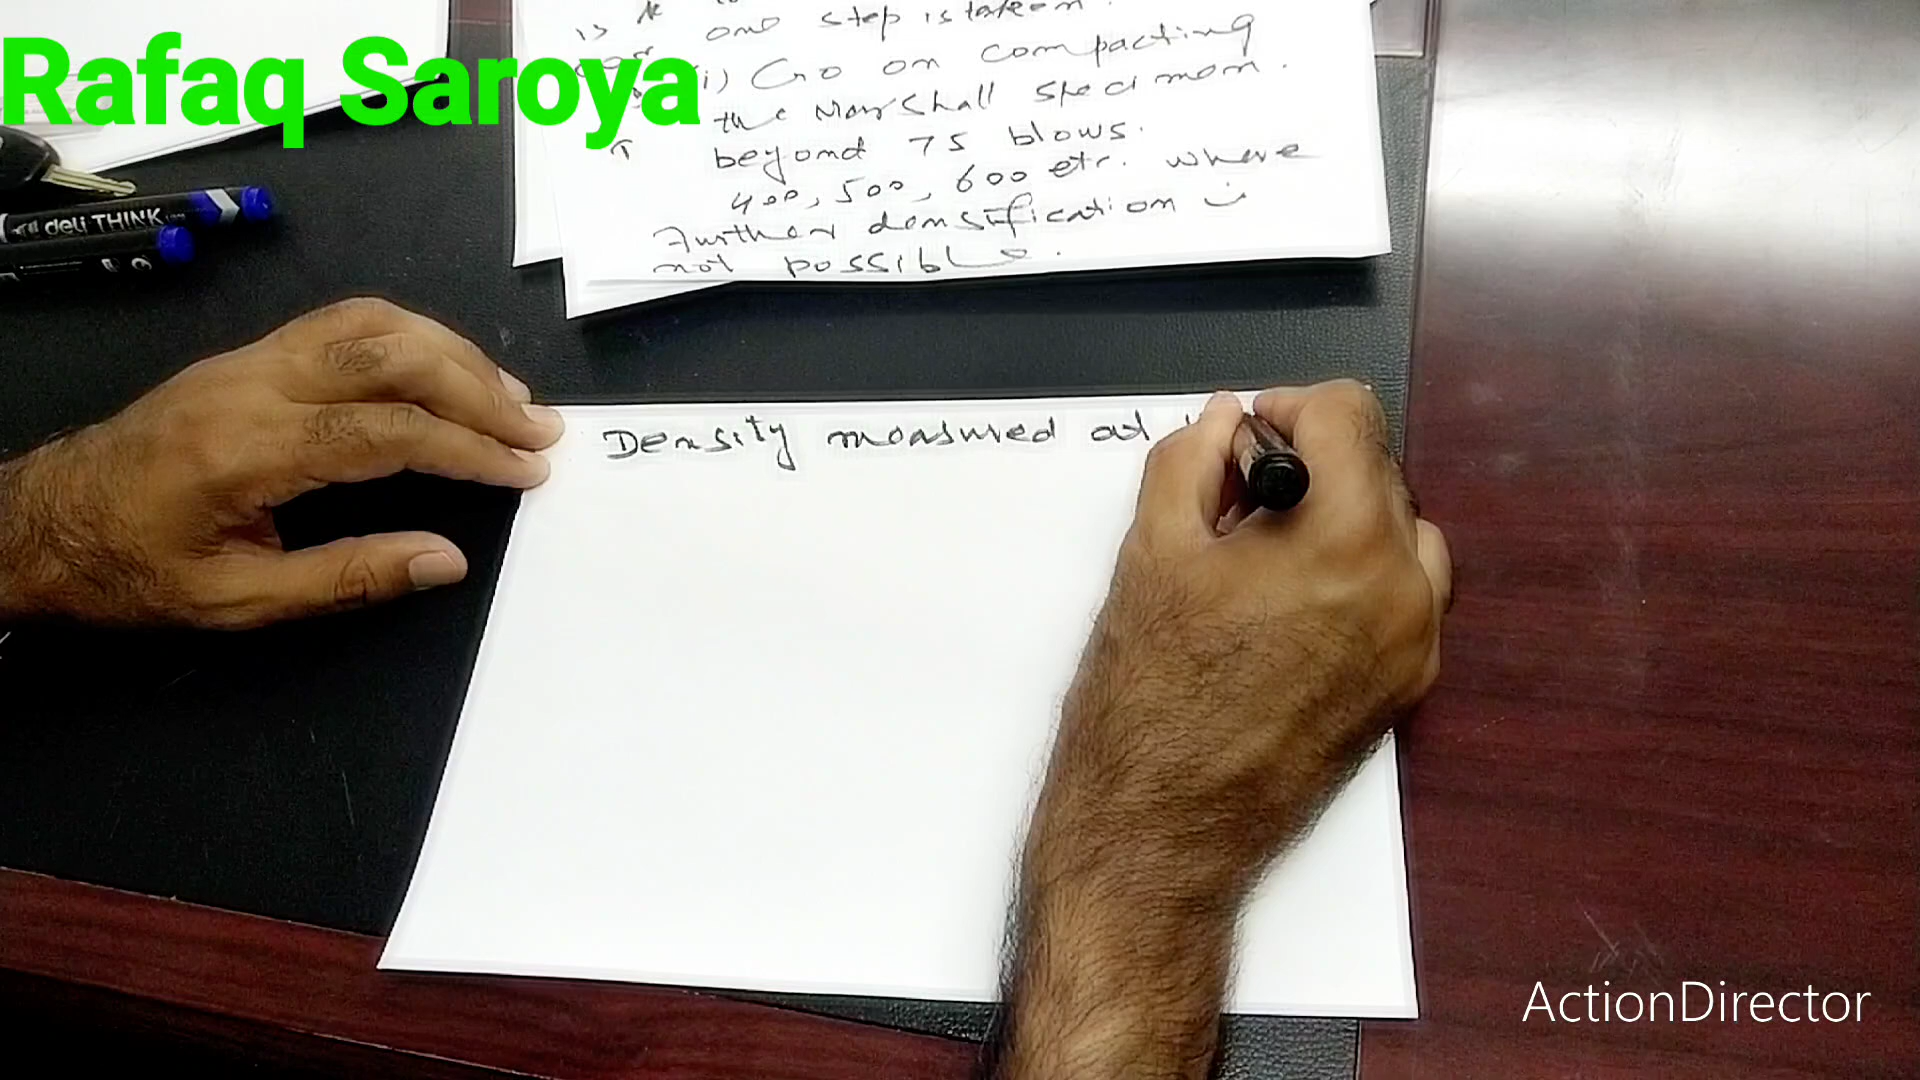 Rafaq Saroya
one step is taken.
(i) Go on compacting
the Marshall specimen.
beyond 75 blows.
400, 500, 600 etc. where
Further densification is
not possible.
deli THINK
Density measured at
ActionDirector